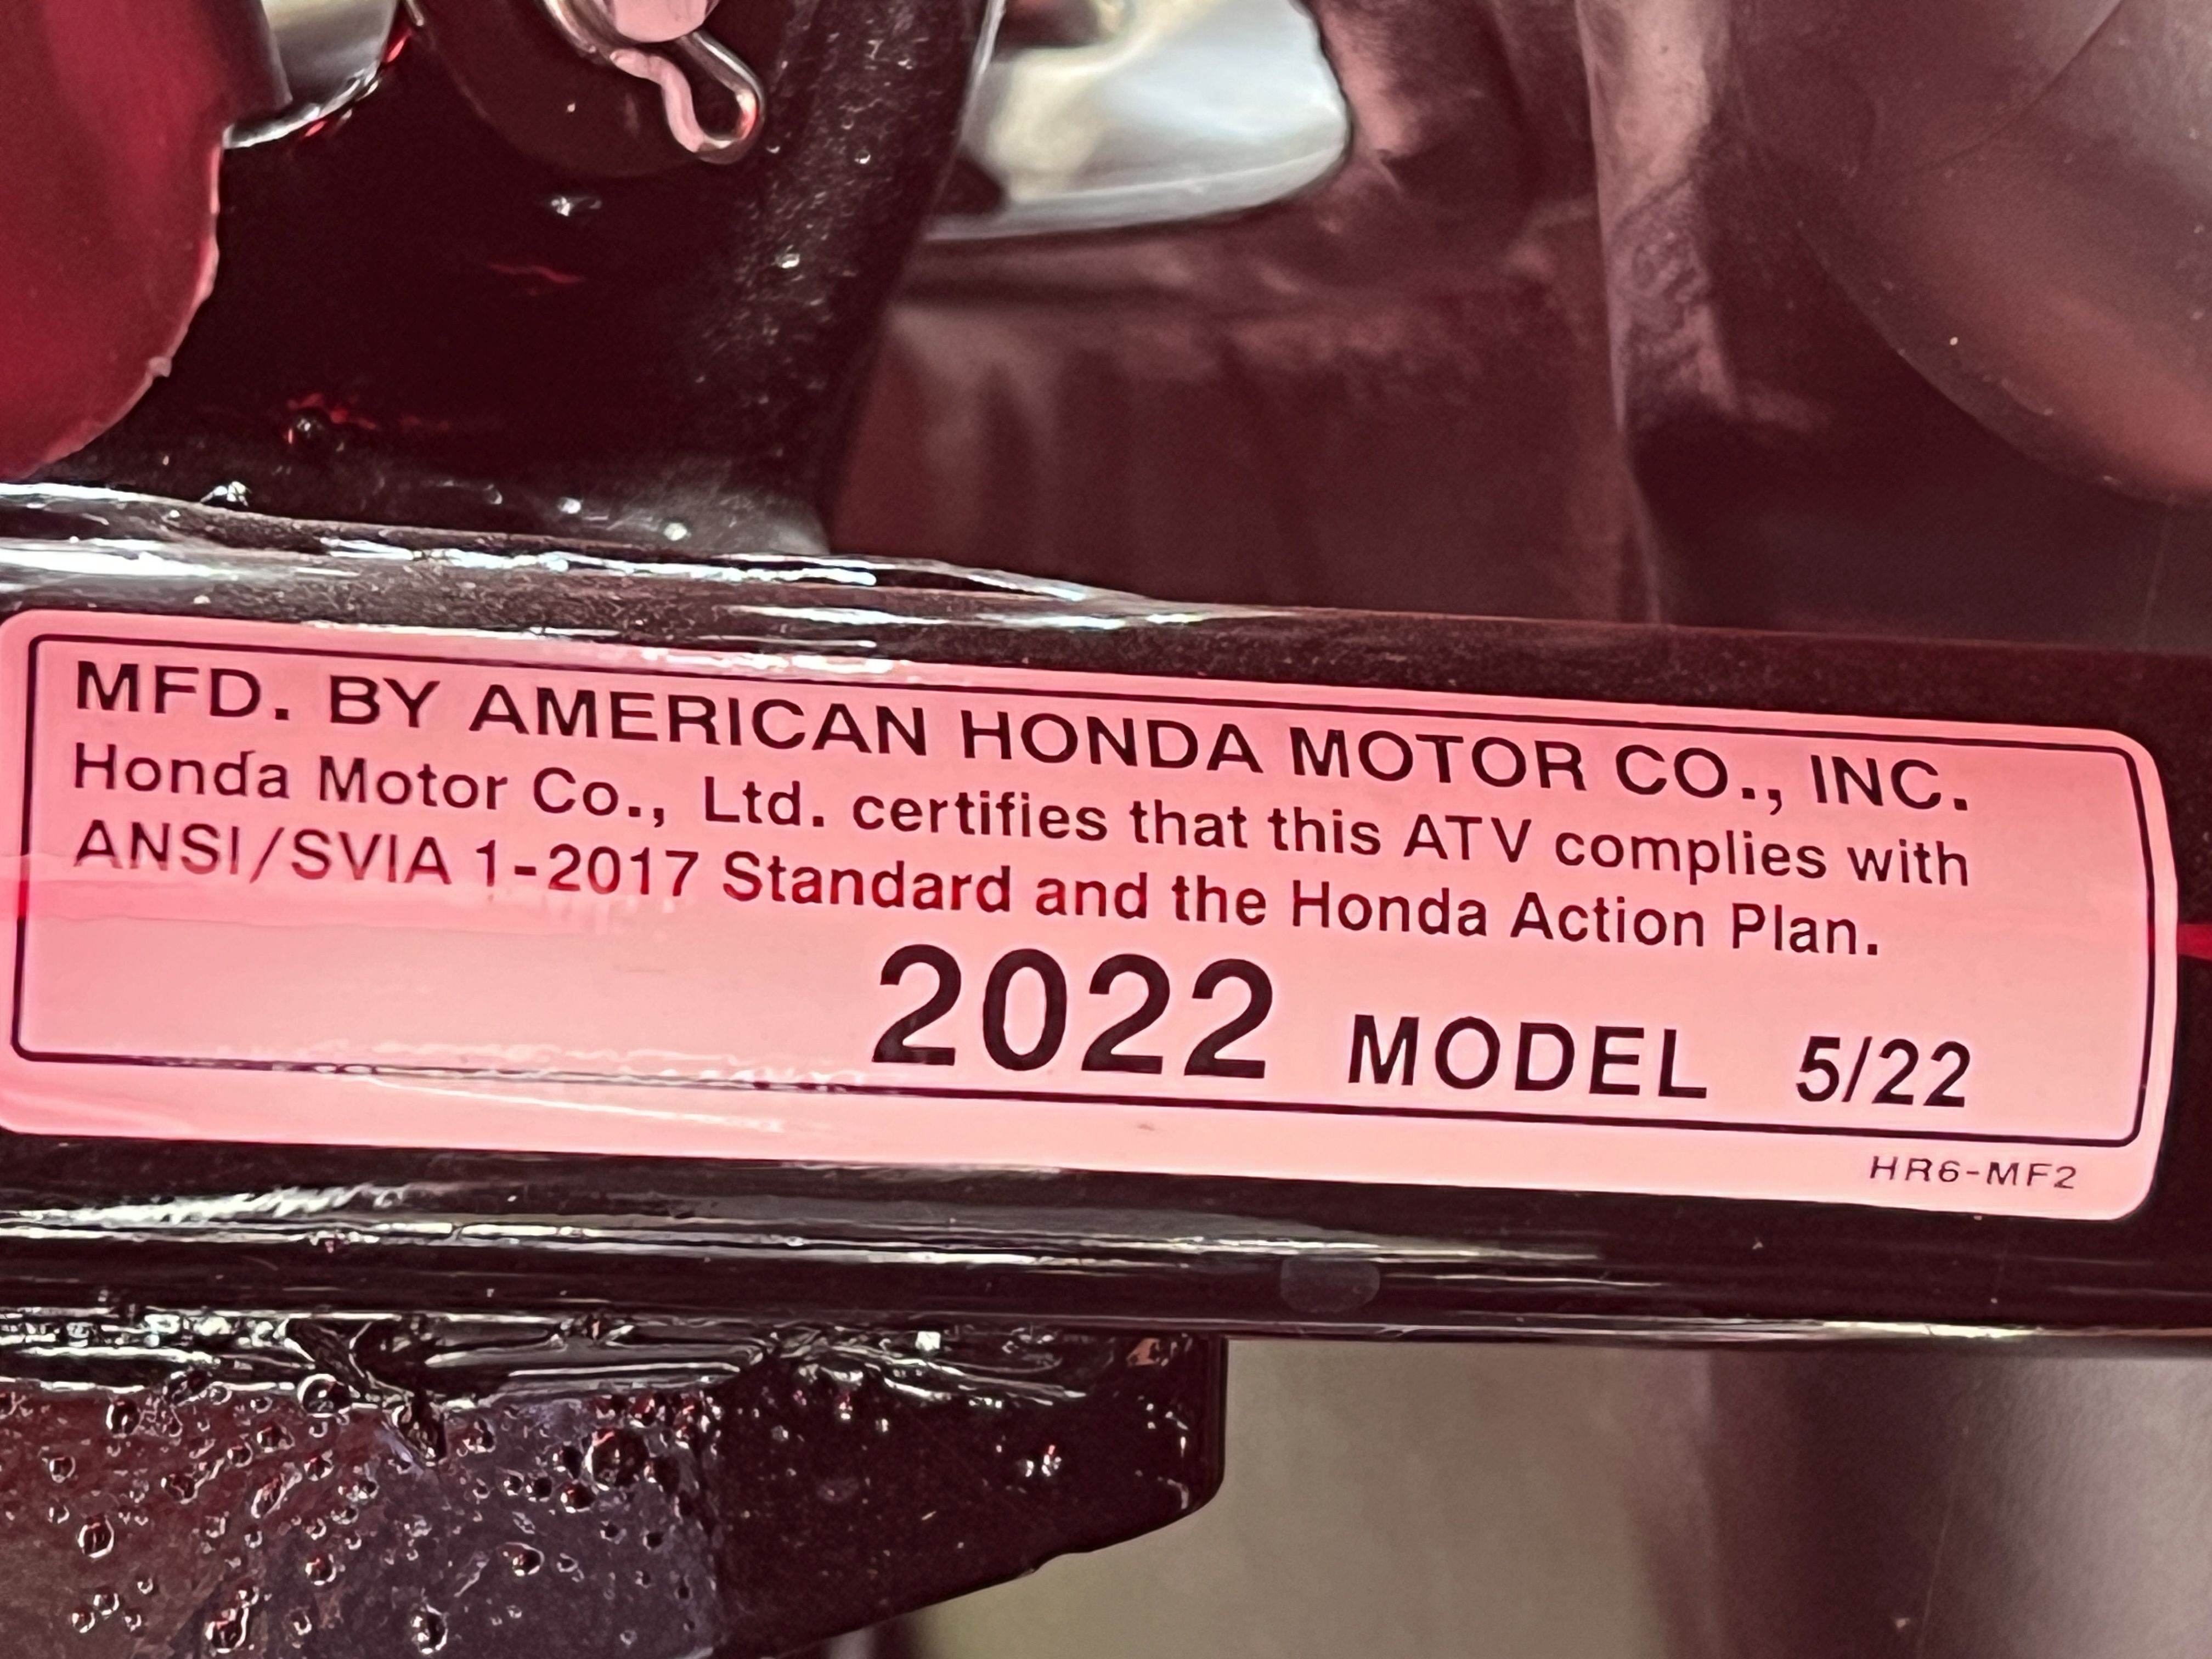 MFD. BY AMERICAN HONDA MOTOR CO., INC.
Honda Motor Co., Ltd. certifies that this ATV complies with
ANSI/SVIA 1-2017 Standard and the Honda Action Plan.
2022 MODEL 5/22
HR6-MF2